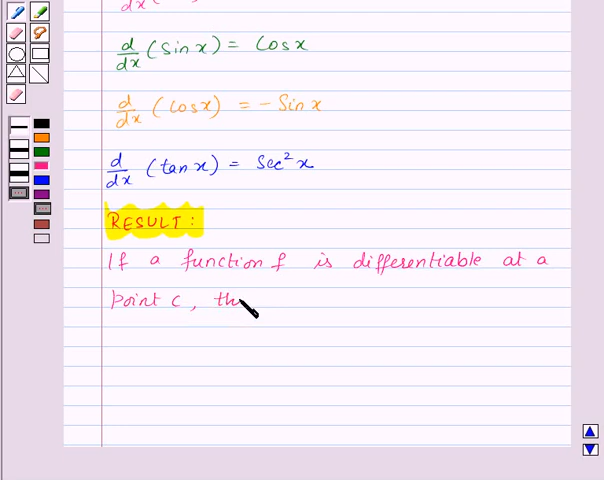 d/dx (Sin x) = Cos x
d/dx (Cos x) = - Sin x
d/dx (tan x) = Sec² x
RESULT:
If a function f is differentiable at a
point c, th